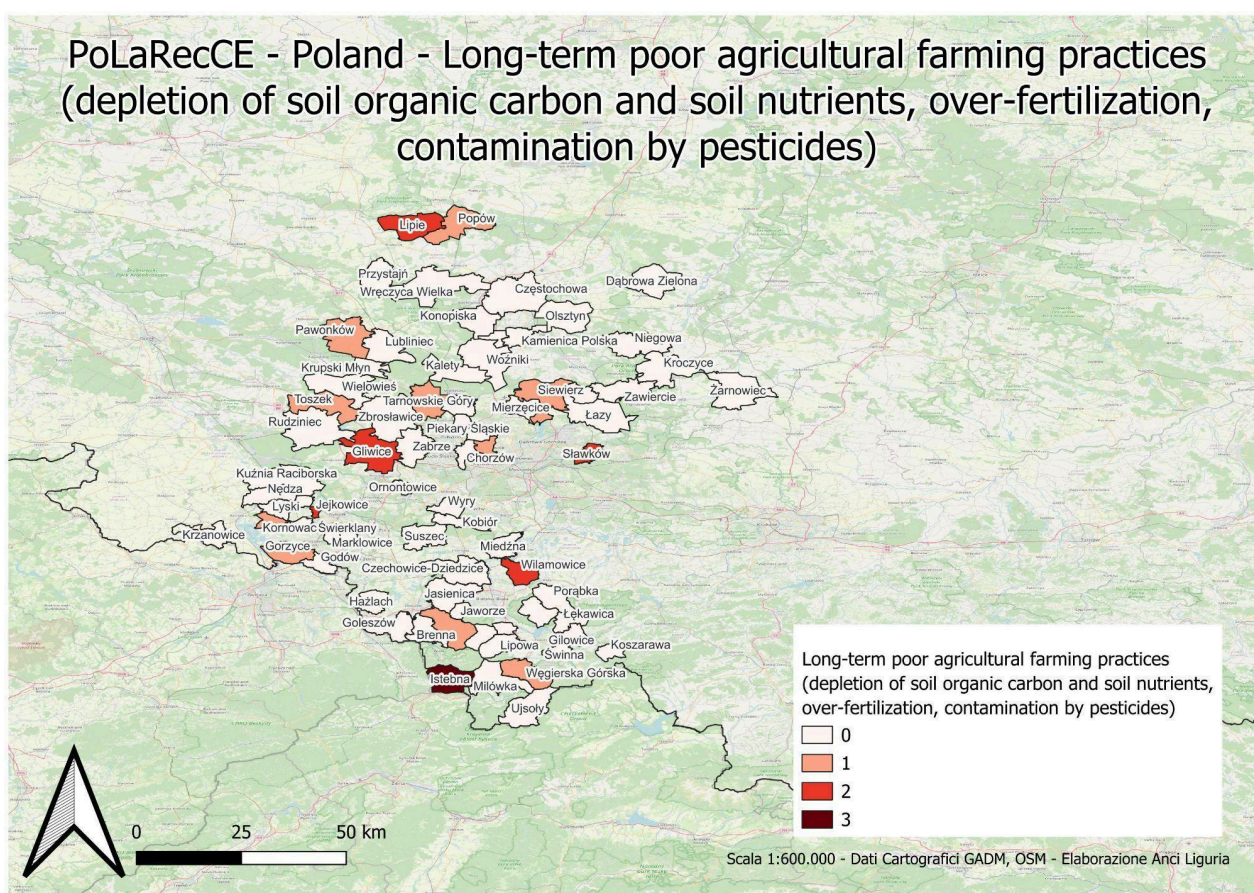 PoLaRecCE - Poland - Long-term poor agricultural farming practices
(depletion of soil organic carbon and soil nutrients, over-fertilization,
contamination by pesticides)
Lipie
Popów
Przystajń
Wręczyca Wielka
Częstochowa
Dąbrowa Zielona
Konopiska
Olsztyn
Pawonków
Lubliniec
Kamienica Polska
Niegowa
Woźniki
Krupski Młyn
Kalety
Kroczyce
Wielowieś
Siewierz
Zawiercie
Żarnowiec
Toszek
Tarnowskie Góry
Mierzęcice
Łazy
Rudziniec
Zbrosławice
Piekary Śląskie
Gliwice
Zabrze
Chorzów
Sławków
Kuźnia Raciborska
Nędza
Ornontowice
Lyski
Jejkowice
Wyry
Kornowac
Świerklany
Kobiór
Krzanowice
Marklowice
Suszec
Miedźna
Gorzyce
Godów
Czechowice-Dziedzice
Wilamowice
Jasienica
Porąbka
Hażlach
Jaworze
Łękawica
Goleszów
Brenna
Lipowa
Gilowice
Koszarawa
Świnna
Istebna
Milówka
Węgierska Górska
Ujsoły
Long-term poor agricultural farming practices
(depletion of soil organic carbon and soil nutrients,
over-fertilization, contamination by pesticides)
0
1
2
3
0 25 50 km
Scala 1:600.000 - Dati Cartografici GADM, OSM - Elaborazione Anci Liguria